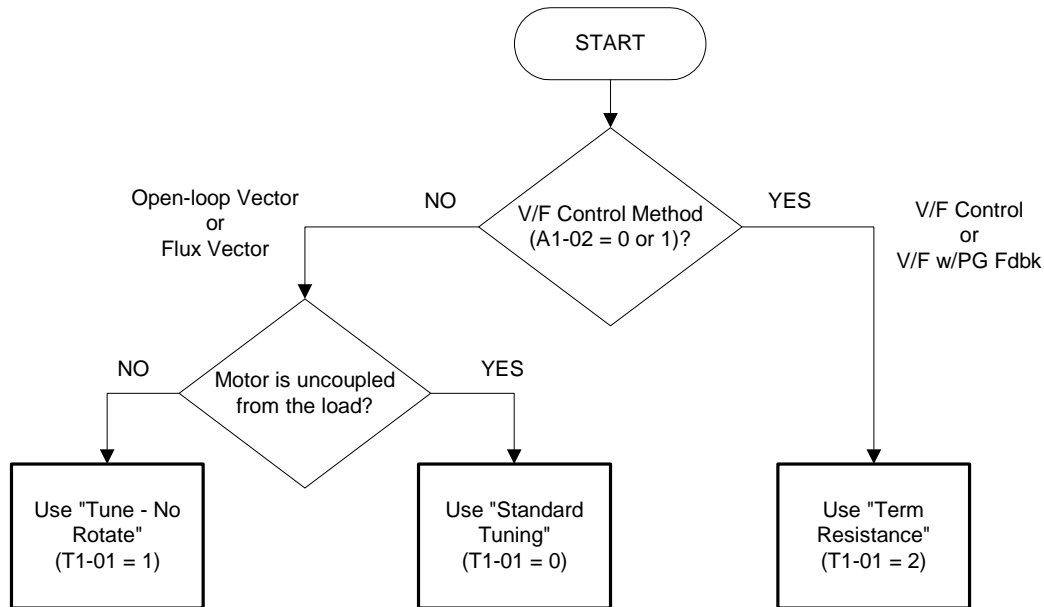 START
V/F Control Method
(A1-02 = 0 or 1)?
NO
YES
Open-loop Vector
or
Flux Vector
V/F Control
or
V/F w/PG Fdbk
Motor is uncoupled
from the load?
NO
YES
Use "Tune - No
Rotate"
(T1-01 = 1)
Use "Standard
Tuning"
(T1-01 = 0)
Use "Term
Resistance"
(T1-01 = 2)